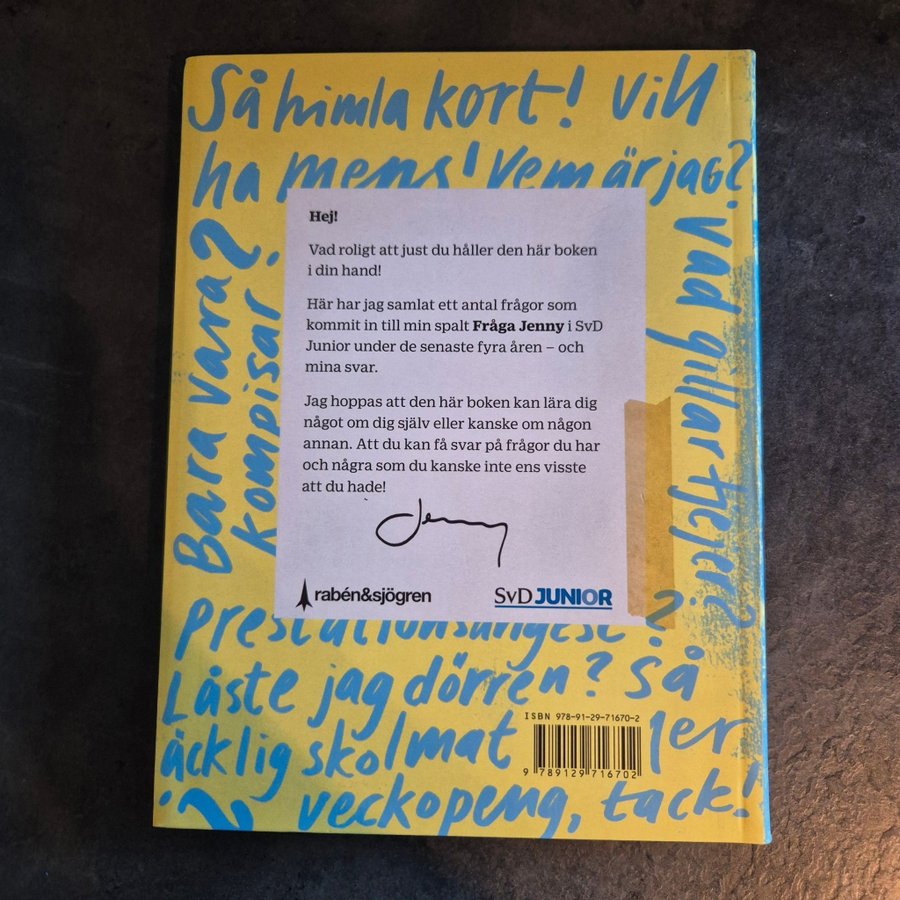 Så himla kort! Vill
ha mens! Vem är jag?
Vad gillar tjejer?
Bara vara?
kompisar
Hej!
Vad roligt att just du håller den här boken
i din hand!
Här har jag samlat ett antal frågor som
kommit in till min spalt Fråga Jenny i SvD
Junior under de senaste fyra åren – och
mina svar.
Jag hoppas att den här boken kan lära dig
något om dig själv eller kanske om någon
annan. Att du kan få svar på frågor du har
och några som du kanske inte ens visste
att du hade!
Jenny
rabén&sjögren
SvD JUNIOR
Prestationsångest?
Låste jag dörren? Så
äcklig skolmat
veckopeng, tack!
ISBN 978-91-29-71670-2
9 789129 716702